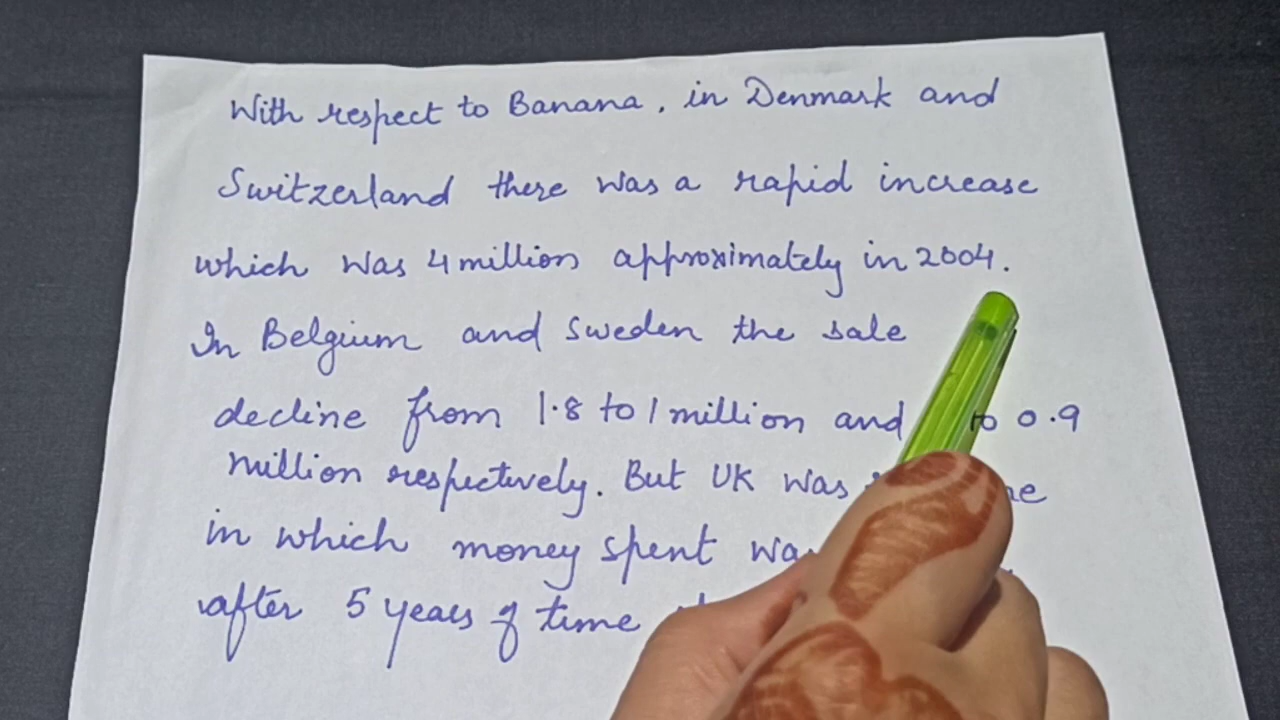 With respect to Banana, in Denmark and
Switzerland there was a rapid increase
which was 4 million approximately in 2004.
In Belgium and Sweden the sale
decline from 1.8 to 1 million and to 0.9
million respectively. But UK was
in which money spent
after 5 years of time